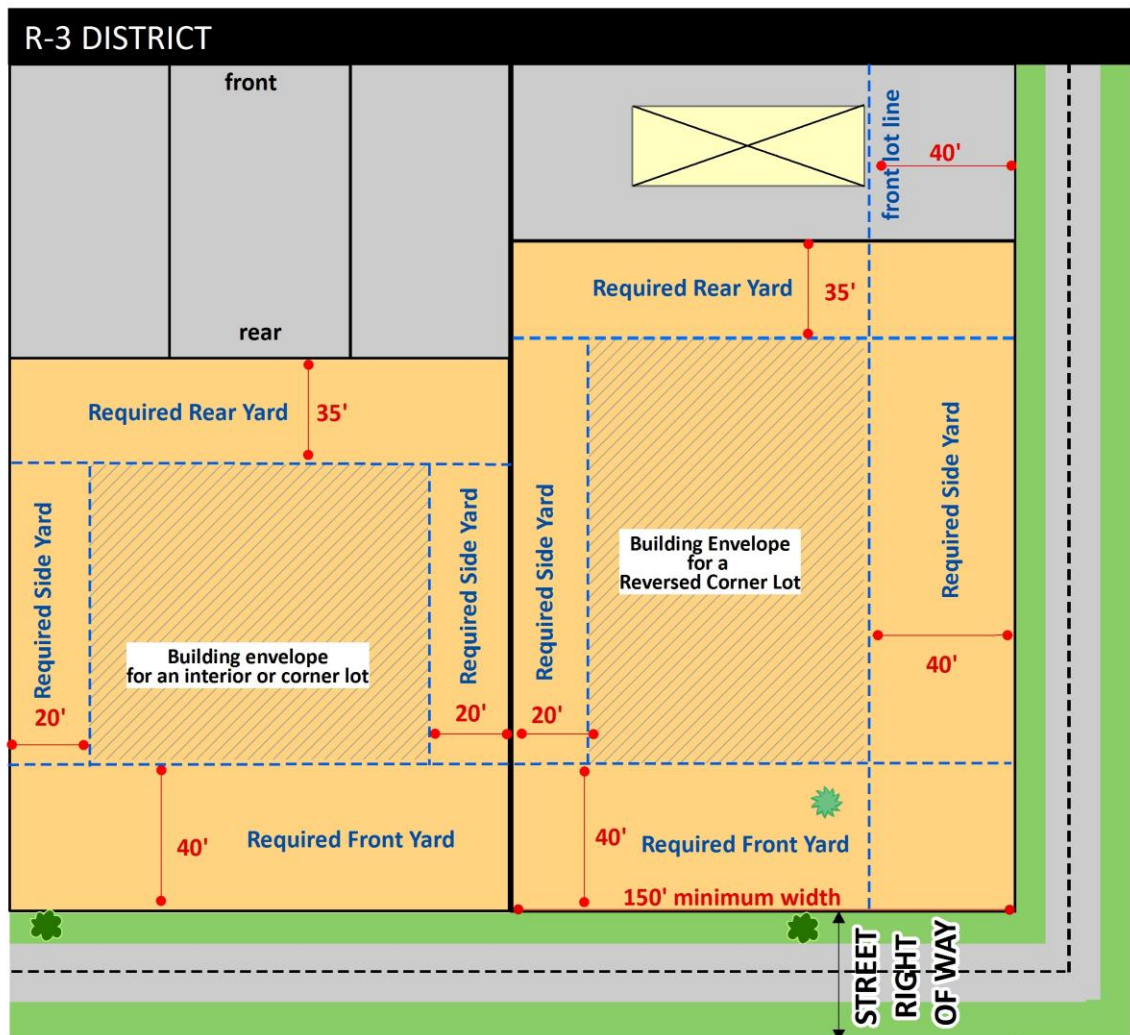 R-3 DISTRICT
front
front lot line
40'
Required Rear Yard
35'
rear
Required Rear Yard
35'
Required Side Yard
Required Side Yard
Required Side Yard
Required Side Yard
Building Envelope
for a
Reversed Corner Lot
40'
Building envelope
for an interior or corner lot
20'
20'
20'
40'
Required Front Yard
40'
Required Front Yard
150' minimum width
STREET
RIGHT
OF WAY